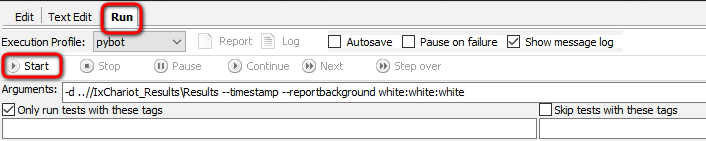 Edit Text Edit Run
Execution Profile: pybot Report Log Autosave Pause on failure Show message log
Start Stop Pause Continue Next Step over
Arguments: -d ..//IxChariot_Results\Results --timestamp --reportbackground white:white:white
Only run tests with these tags Skip tests with these tags